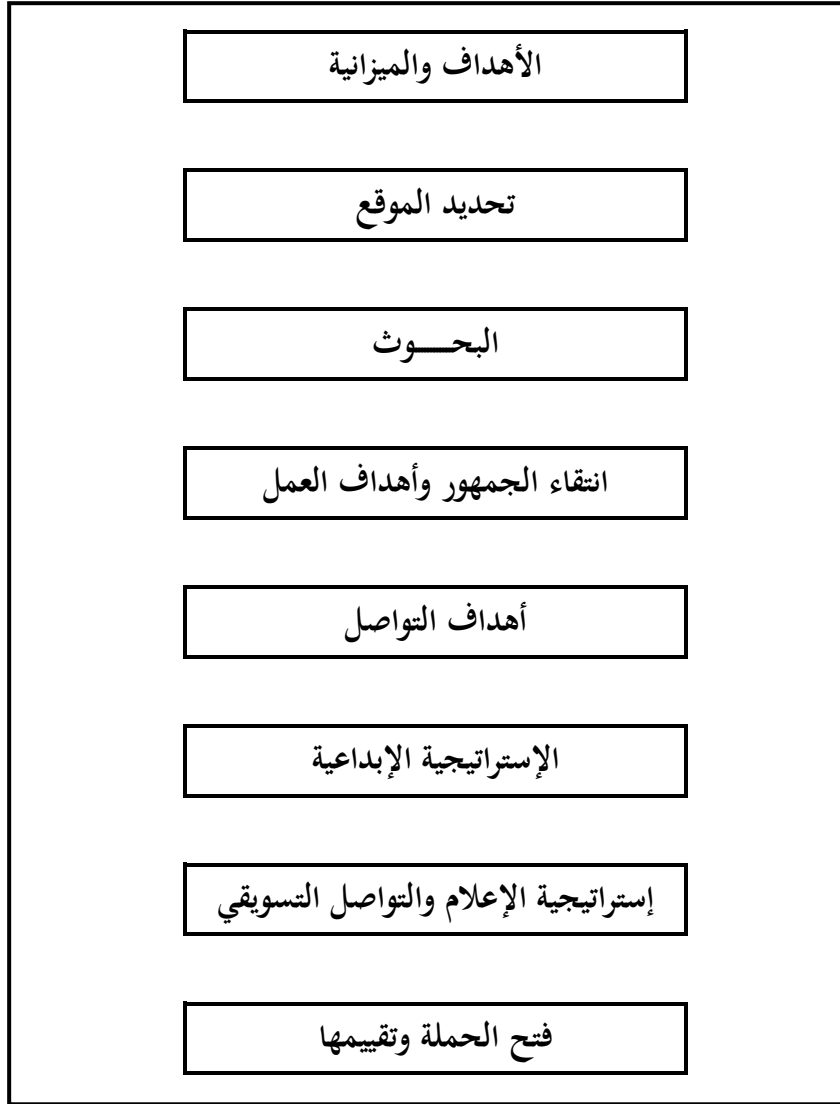 الأهداف والميزانية
تحديد الموقع
البحـــــوث
انتقاء الجمهور وأهداف العمل
أهداف التواصل
الإستراتيجية الإبداعية
إستراتيجية الإعلام والتواصل التسويقي
فتح الحملة وتقييمها